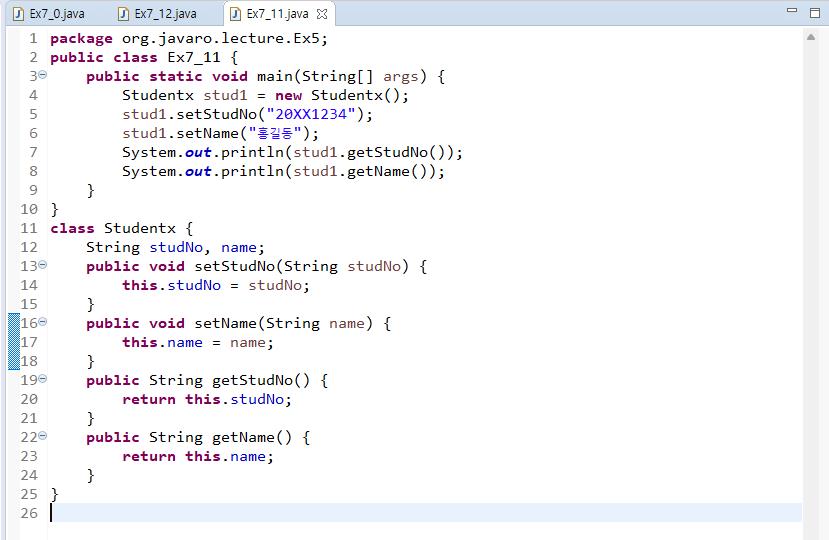 Ex7_0.java Ex7_12.java Ex7_11.java
1 package org.javaro.lecture.Ex5;
2 public class Ex7_11 {
3 public static void main(String[] args) {
4 Studentx stud1 = new Studentx();
5 stud1.setStudNo("20XX1234");
6 stud1.setName("홍길동");
7 System.out.println(stud1.getStudNo());
8 System.out.println(stud1.getName());
9 }
10 }
11 class Studentx {
12 String studNo, name;
13 public void setStudNo(String studNo) {
14 this.studNo = studNo;
15 }
16 public void setName(String name) {
17 this.name = name;
18 }
19 public String getStudNo() {
20 return this.studNo;
21 }
22 public String getName() {
23 return this.name;
24 }
25 }
26